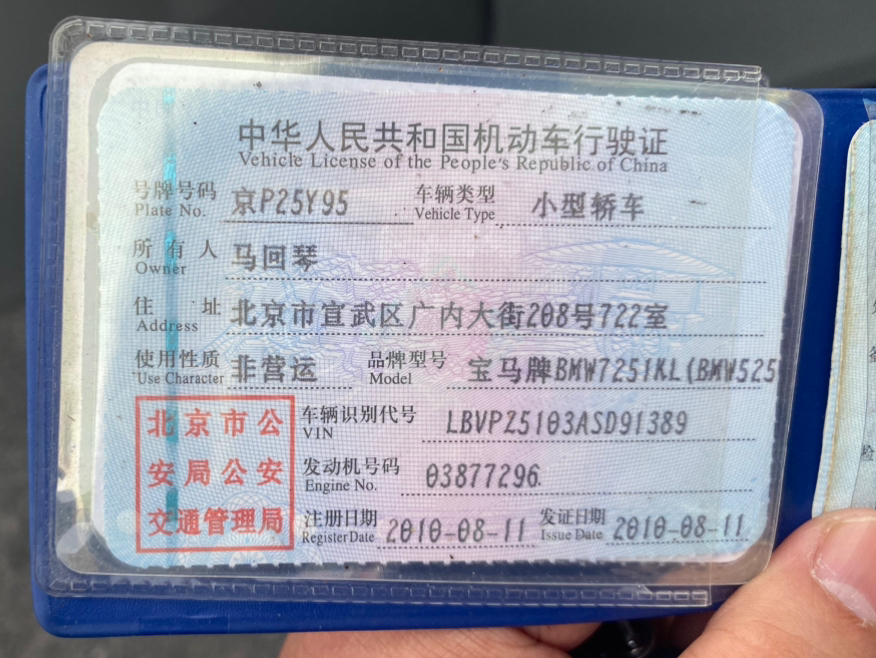 中华人民共和国机动车行驶证
Vehicle License of the People's Republic of China
号牌号码 京P25Y95 车辆类型 小型轿车
Plate No. Vehicle Type
所有人 马回琴
Owner
住址 北京市宣武区广内大街208号722室
Address
使用性质 非营运 品牌型号 宝马牌BMW7251KL(BMW525
Use Character Model
北京市公
安局公安
交通管理局
车辆识别代号 LBVPZ5103ASD91389
VIN
发动机号码 03877296
Engine No.
注册日期 2010-08-11 发证日期 2010-08-11
Register Date Issue Date
检